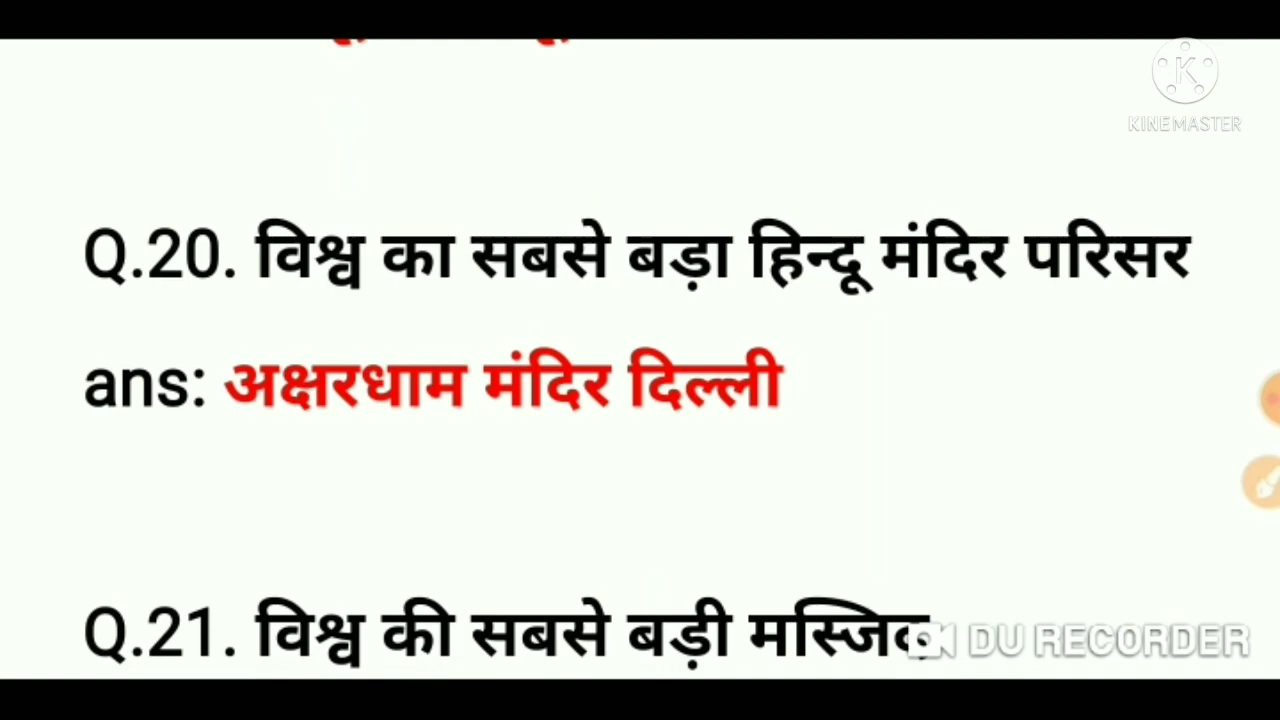 KINEMASTER
Q.20. विश्व का सबसे बड़ा हिन्दू मंदिर परिसर
ans: अक्षरधाम मंदिर दिल्ली
Q.21. विश्व की सबसे बड़ी मस्जिद
DU RECORDER